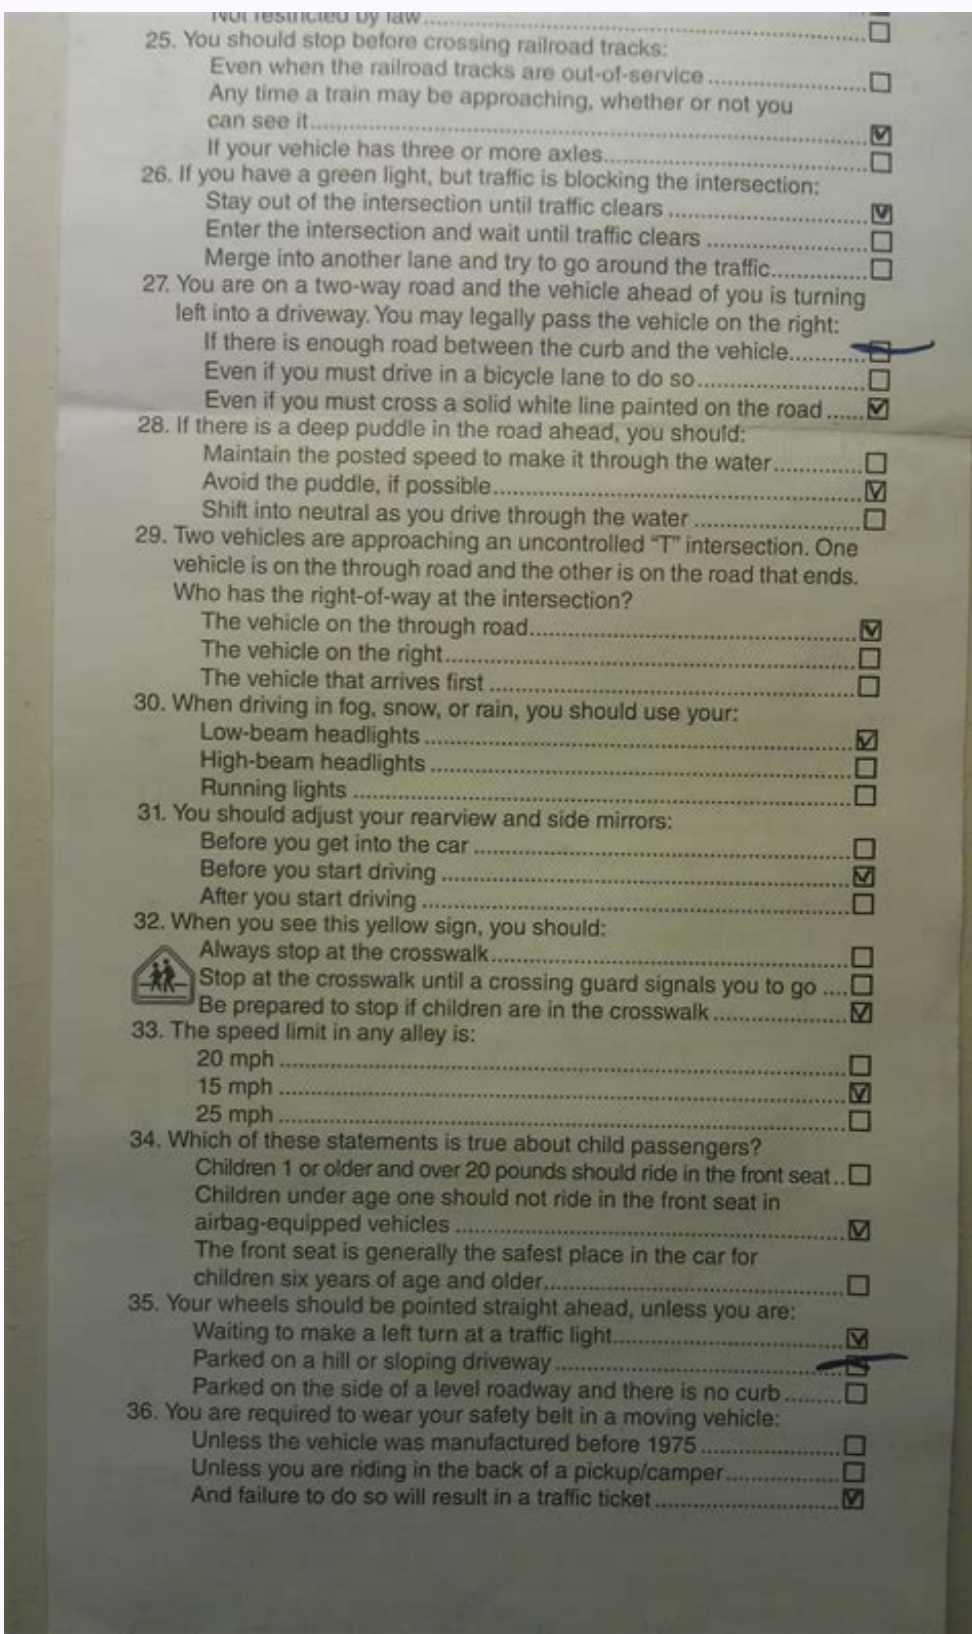 Not restricted by law
25. You should stop before crossing railroad tracks:
Even when the railroad tracks are out-of-service
Any time a train may be approaching, whether or not you
can see it
If your vehicle has three or more axles
26. If you have a green light, but traffic is blocking the intersection:
Stay out of the intersection until traffic clears
Enter the intersection and wait until traffic clears
Merge into another lane and try to go around the traffic
27. You are on a two-way road and the vehicle ahead of you is turning
left into a driveway. You may legally pass the vehicle on the right:
If there is enough road between the curb and the vehicle
Even if you must drive in a bicycle lane to do so
Even if you must cross a solid white line painted on the road
28. If there is a deep puddle in the road ahead, you should:
Maintain the posted speed to make it through the water
Avoid the puddle, if possible
Shift into neutral as you drive through the water
29. Two vehicles are approaching an uncontrolled “T” intersection. One
vehicle is on the through road and the other is on the road that ends.
Who has the right-of-way at the intersection?
The vehicle on the through road
The vehicle on the right
The vehicle that arrives first
30. When driving in fog, snow, or rain, you should use your:
Low-beam headlights
High-beam headlights
Running lights
31. You should adjust your rearview and side mirrors:
Before you get into the car
Before you start driving
After you start driving
32. When you see this yellow sign, you should:
Always stop at the crosswalk
Stop at the crosswalk until a crossing guard signals you to go
Be prepared to stop if children are in the crosswalk
33. The speed limit in any alley is:
20 mph
15 mph
25 mph
34. Which of these statements is true about child passengers?
Children 1 or older and over 20 pounds should ride in the front seat
Children under age one should not ride in the front seat in
airbag-equipped vehicles
The front seat is generally the safest place in the car for
children six years of age and older
35. Your wheels should be pointed straight ahead, unless you are:
Waiting to make a left turn at a traffic light
Parked on a hill or sloping driveway
Parked on the side of a level roadway and there is no curb
36. You are required to wear your safety belt in a moving vehicle:
Unless the vehicle was manufactured before 1975
Unless you are riding in the back of a pickup/camper
And failure to do so will result in a traffic ticket